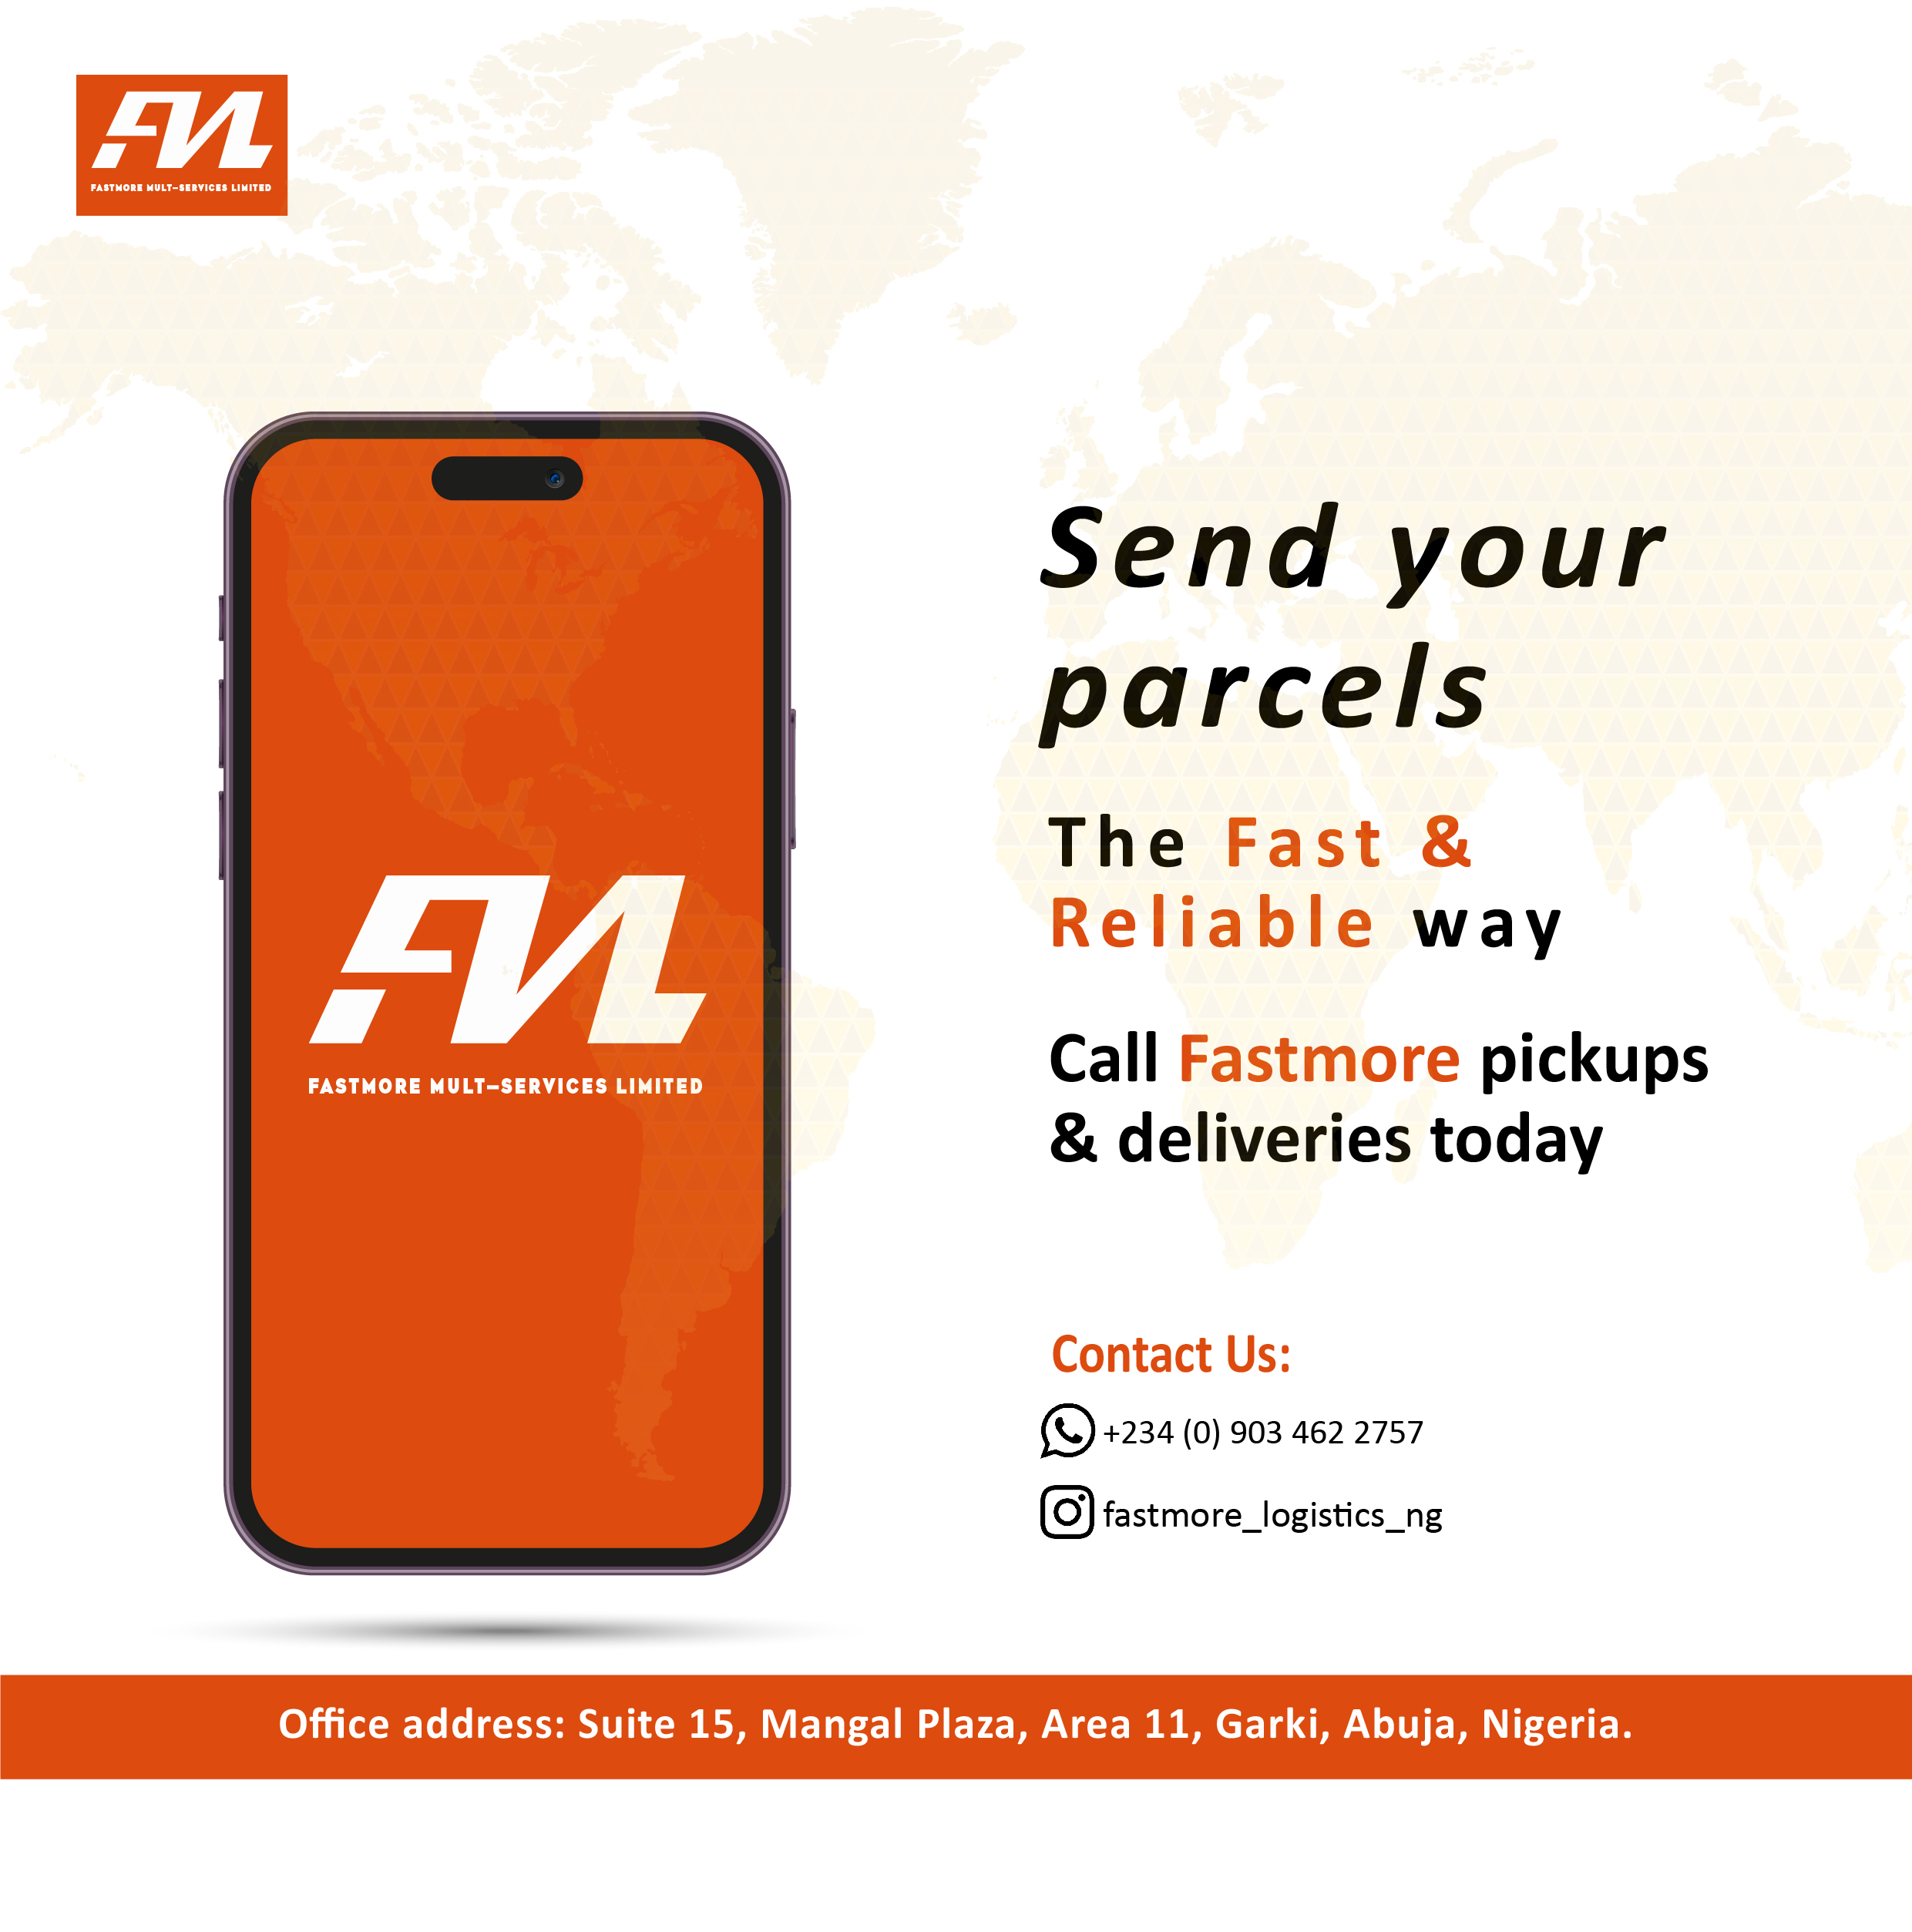 FML
FASTMORE MULT-SERVICES LIMITED
FML
FASTMORE MULT-SERVICES LIMITED
Send your
parcels
The Fast &
Reliable way
Call Fastmore pickups
& deliveries today
Contact Us:
+234 (0) 903 462 2757
fastmore_logistics_ng
Office address: Suite 15, Mangal Plaza, Area 11, Garki, Abuja, Nigeria.